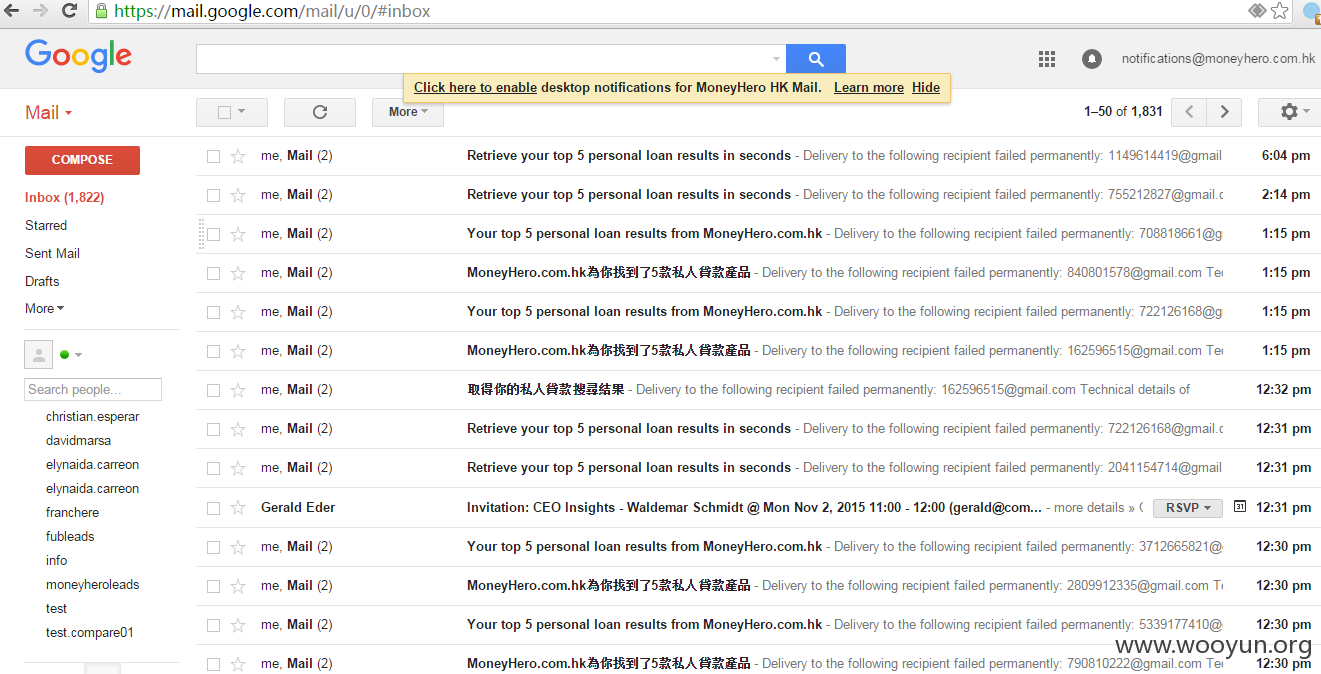 https://mail.google.com/mail/u/0/#inbox
Google
notifications@moneyhero.com.hk
Click here to enable desktop notifications for MoneyHero HK Mail. Learn more Hide
Mail
More
1–50 of 1,831
COMPOSE
Inbox (1,822)
Starred
Sent Mail
Drafts
More
Search people...
christian.esperar
davidmarsa
elynaida.carreon
elynaida.carreon
franchere
fubleads
info
moneyheroleads
test
test.compare01
me, Mail (2) Retrieve your top 5 personal loan results in seconds - Delivery to the following recipient failed permanently: 1149614419@gmail 6:04 pm
me, Mail (2) Retrieve your top 5 personal loan results in seconds - Delivery to the following recipient failed permanently: 755212827@gmail.c 2:14 pm
me, Mail (2) Your top 5 personal loan results from MoneyHero.com.hk - Delivery to the following recipient failed permanently: 708818661@g 1:15 pm
me, Mail (2) MoneyHero.com.hk為你找到了5款私人貸款產品 - Delivery to the following recipient failed permanently: 840801578@gmail.com Tec 1:15 pm
me, Mail (2) Your top 5 personal loan results from MoneyHero.com.hk - Delivery to the following recipient failed permanently: 722126168@g 1:15 pm
me, Mail (2) MoneyHero.com.hk為你找到了5款私人貸款產品 - Delivery to the following recipient failed permanently: 162596515@gmail.com Tec 1:15 pm
me, Mail (2) 取得你的私人貸款搜尋结果 - Delivery to the following recipient failed permanently: 162596515@gmail.com Technical details of 12:32 pm
me, Mail (2) Retrieve your top 5 personal loan results in seconds - Delivery to the following recipient failed permanently: 722126168@gmail.c 12:31 pm
me, Mail (2) Retrieve your top 5 personal loan results in seconds - Delivery to the following recipient failed permanently: 2041154714@gmail 12:31 pm
Gerald Eder Invitation: CEO Insights - Waldemar Schmidt @ Mon Nov 2, 2015 11:00 - 12:00 (gerald@com... - more details » RSVP 31 12:31 pm
me, Mail (2) Your top 5 personal loan results from MoneyHero.com.hk - Delivery to the following recipient failed permanently: 3712665821@ 12:30 pm
me, Mail (2) MoneyHero.com.hk為你找到了5款私人貸款產品 - Delivery to the following recipient failed permanently: 2809912335@gmail.com Te 12:30 pm
me, Mail (2) Your top 5 personal loan results from MoneyHero.com.hk - Delivery to the following recipient failed permanently: 5339177410@ 12:30 pm
me, Mail (2) MoneyHero.com.hk為你找到了5款私人貸款產品 - Delivery to the following recipient failed permanently: 790810222@gmail.com Tec 12:30 pm
www.wooyun.org